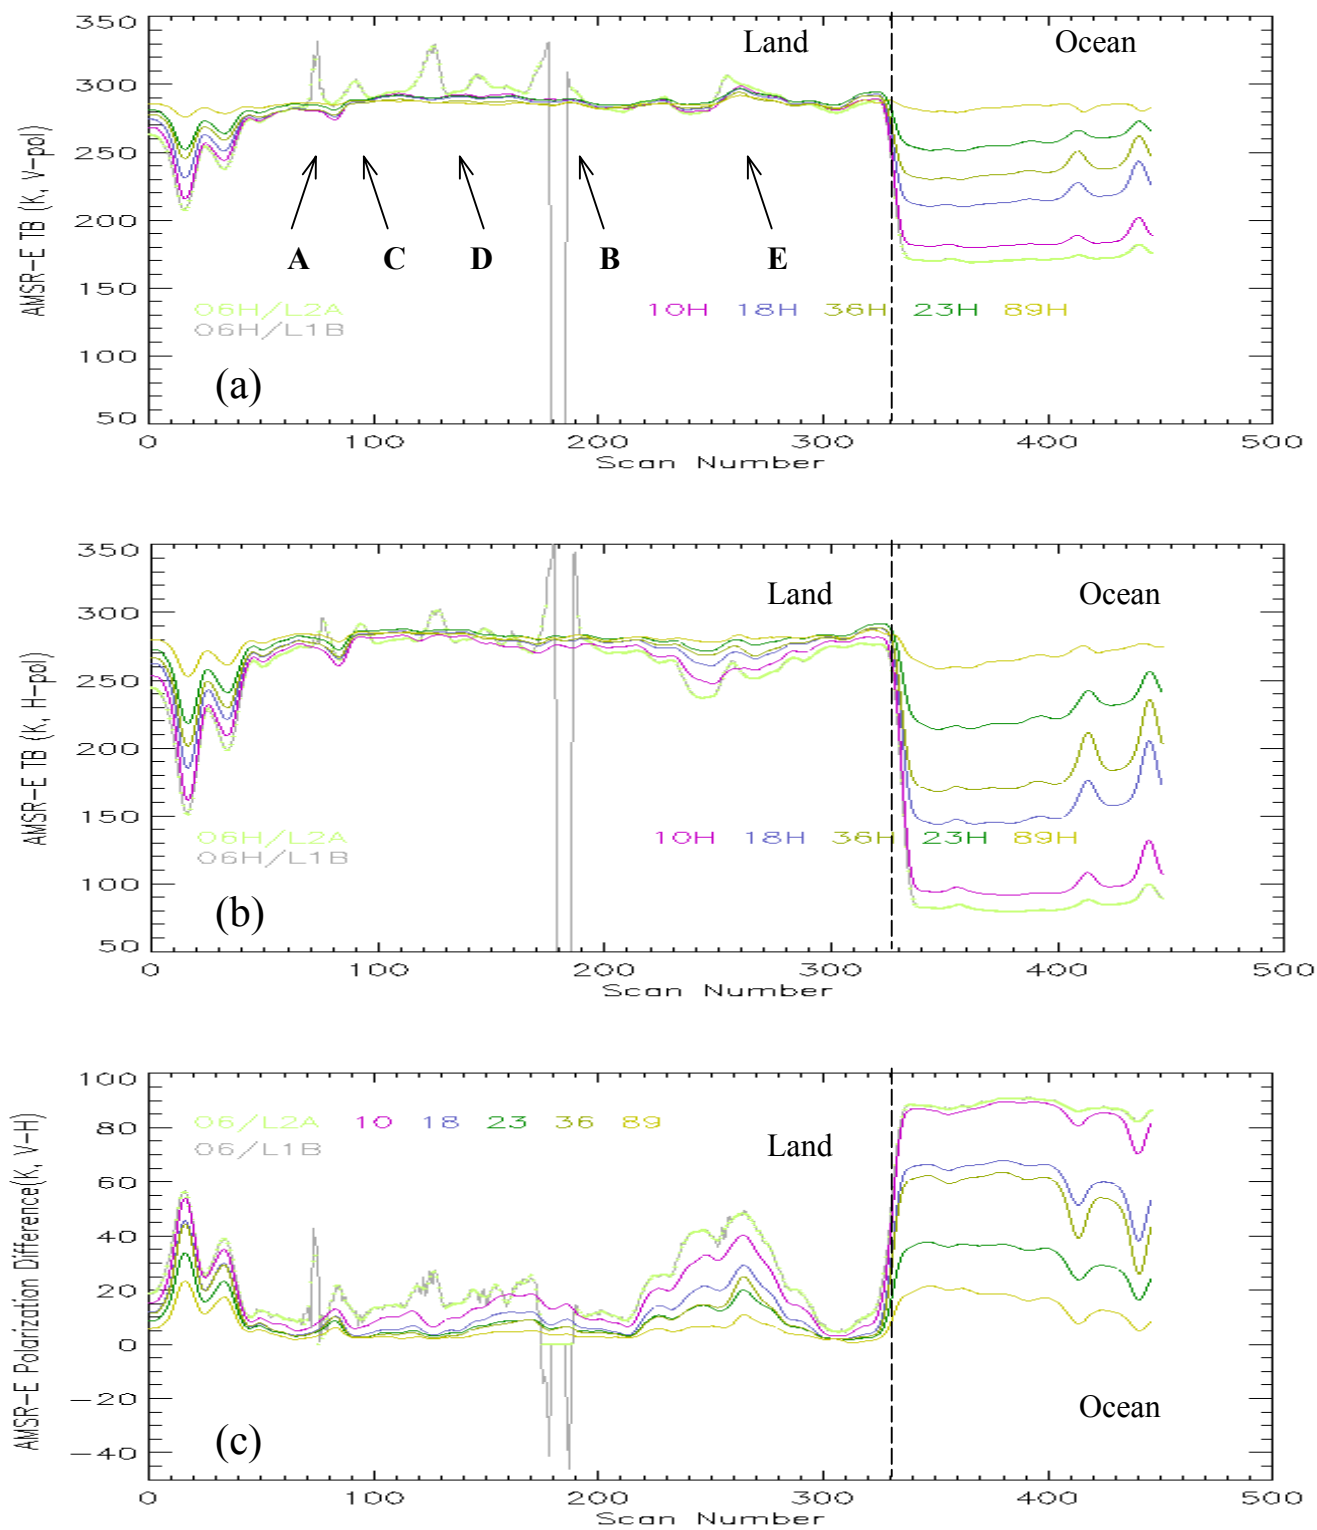 350
300
250
200
150
100
50
AMSR-E TB (K, V-pol)
Land
Ocean
A C D B E
06H/L2A
06H/L1B
10H 18H 36H 23H 89H
(a)
0 100 200 300 400 500
Scan Number
350
300
250
200
150
100
50
AMSR-E TB (K, H-pol)
Land
Ocean
06H/L2A
06H/L1B
10H 18H 36H 23H 89H
(b)
0 100 200 300 400 500
Scan Number
100
80
60
40
20
0
-20
-40
AMSR-E Polarization Difference(K, V-H)
06/L2A 10 18 23 36 89
06/L1B
Land
Ocean
(c)
0 100 200 300 400 500
Scan Number